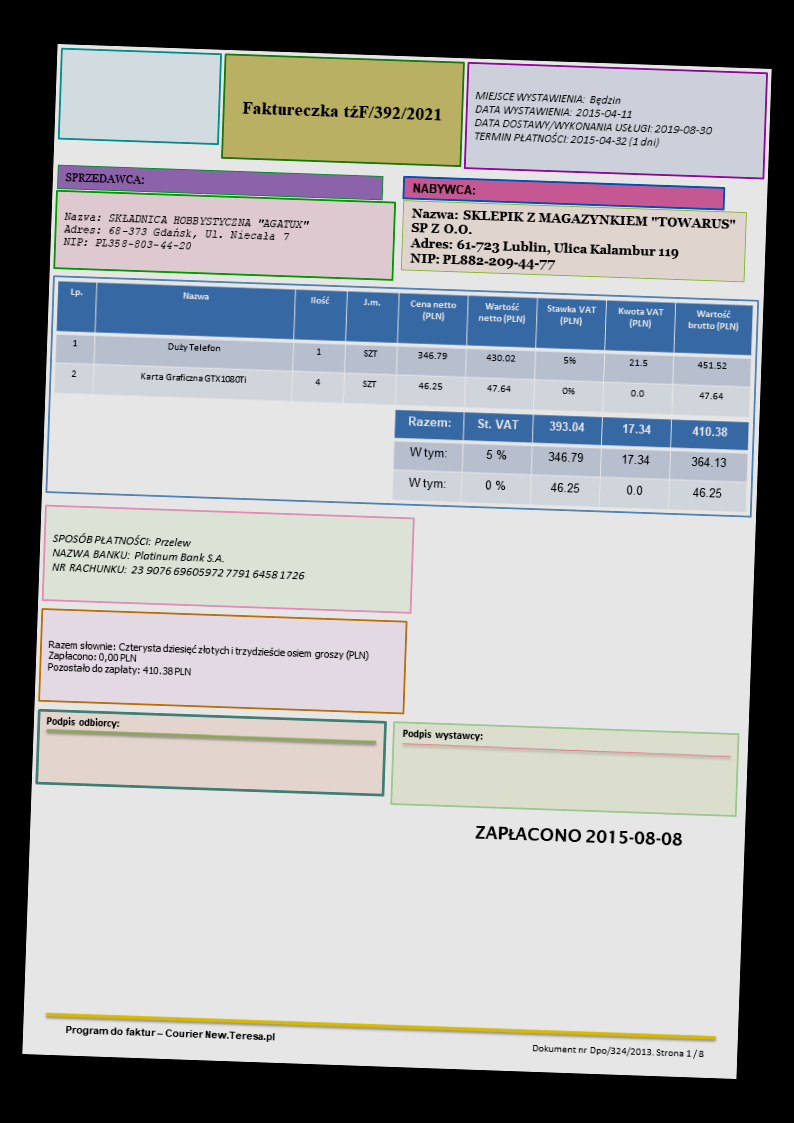 Faktureczka tźF/392/2021
MIEJSCE WYSTAWIENIA: Będzin
DATA WYSTAWIENIA: 2015-04-11
DATA DOSTAWY/WYKONANIA USŁUGI: 2019-08-30
TERMIN PŁATNOŚCI: 2015-04-32 (1 dni)
SPRZEDAWCA:
Nazwa: SKŁADNICA HOBBYSTYCZNA "AGATUX"
Adres: 68-373 Gdańsk, Ul. Niecała 7
NIP: PL358-803-44-20
NABYWCA:
Nazwa: SKLEPIK Z MAGAZYNKIEM "TOWARUS"
SP Z O.O.
Adres: 61-723 Lublin, Ulica Kalambur 119
NIP: PL882-209-44-77
Lp. Nazwa Ilość J.m. Cena netto (PLN) Wartość netto (PLN) Stawka VAT (PLN) Kwota VAT (PLN) Wartość brutto (PLN)
1 Duży Telefon 1 SZT 346.79 430.02 5% 21.5 451.52
2 Karta Graficzna GTX1080Ti 4 SZT 46.25 47.64 0% 0.0 47.64
Razem: St. VAT 393.04 17.34 410.38
W tym: 5 % 346.79 17.34 364.13
W tym: 0 % 46.25 0.0 46.25
SPOSÓB PŁATNOŚCI: Przelew
NAZWA BANKU: Platinum Bank S.A.
NR RACHUNKU: 23 9076 69605972 7791 6458 1726
Razem słownie: Czterysta dziesięć złotych i trzydzieście osiem groszy (PLN)
Zapłacono: 0,00 PLN
Pozostało do zapłaty: 410.38 PLN
Podpis odbiorcy:
Podpis wystawcy:
ZAPŁACONO 2015-08-08
Program do faktur – Courier New.Teresa.pl
Dokument nr Dpo/324/2013. Strona 1 / 8